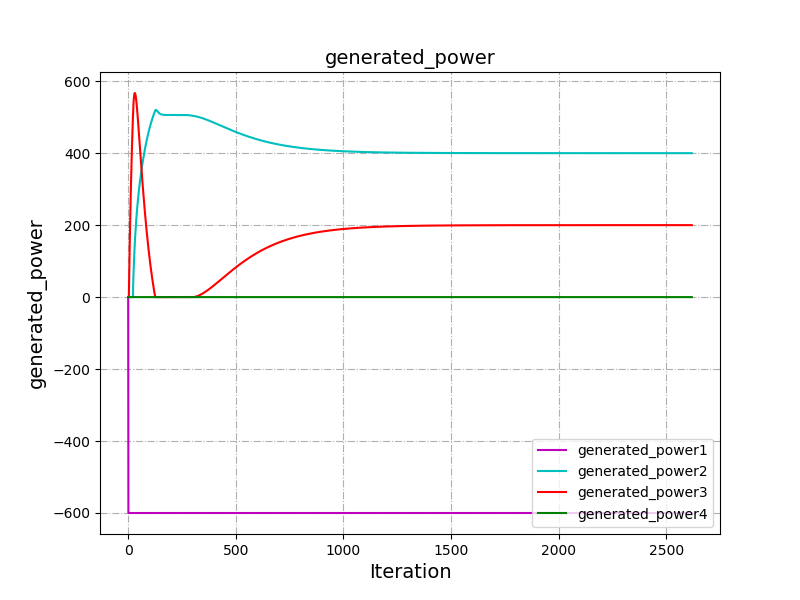 generated_power
600
400
200
0
−200
−400
−600
generated_power
generated_power1
generated_power2
generated_power3
generated_power4
0
500
1000
1500
2000
2500
Iteration